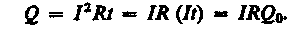 Q = I²Rt = IR (It) = IRQ₀.